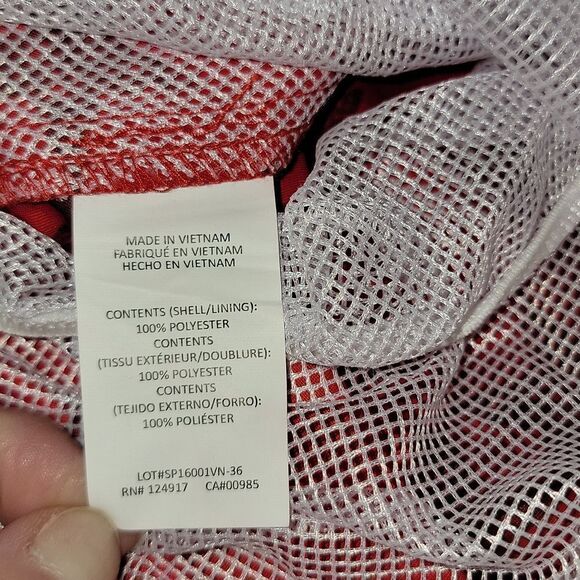 MADE IN VIETNAM
FABRIQUÉ EN VIETNAM
HECHO EN VIETNAM
CONTENTS (SHELL/LINING):
100% POLYESTER
CONTENTS
(TISSU EXTÉRIEUR/DOUBLURE):
100% POLYESTER
CONTENTS
(TEJIDO EXTERNO/FORRO):
100% POLIÉSTER
LOT#SP16001VN-36
RN# 124917 CA#00985